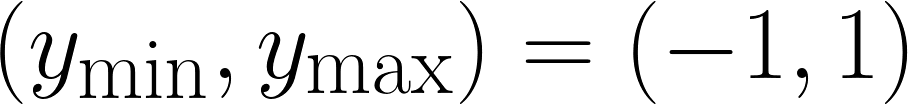 (y_min, y_max) = (−1, 1)